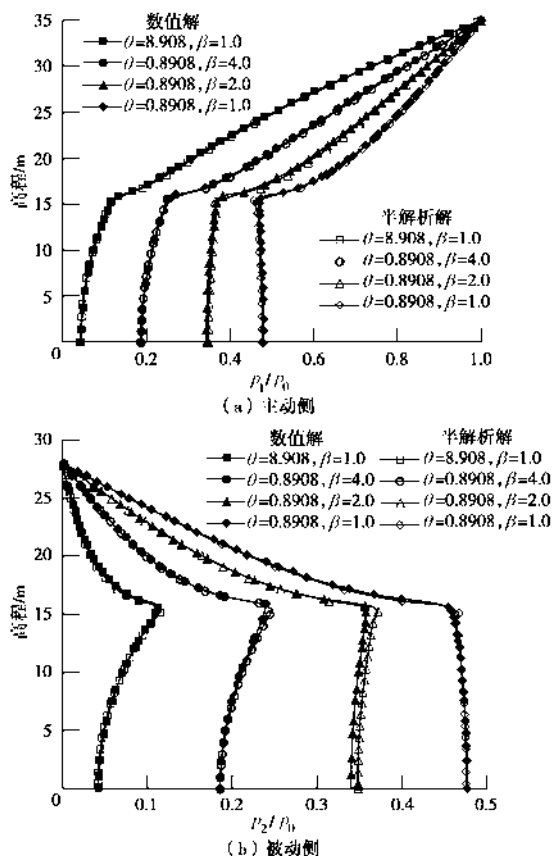 数值解
θ=8.908, β=1.0
θ=0.8908, β=4.0
θ=0.8908, β=2.0
θ=0.8908, β=1.0
35
30
25
20
15
10
5
0
高程/m
半解析解
θ=8.908, β=1.0
θ=0.8908, β=4.0
θ=0.8908, β=2.0
θ=0.8908, β=1.0
0.2
0.4
0.6
0.8
1.0
p₁/p₀
(a) 主动侧
数值解 半解析解
θ=8.908, β=1.0 θ=8.908, β=1.0
θ=0.8908, β=4.0 θ=0.8908, β=4.0
θ=0.8908, β=2.0 θ=0.8908, β=2.0
θ=0.8908, β=1.0 θ=0.8908, β=1.0
30
25
20
15
10
5
0
高程/m
0.1
0.2
0.3
0.4
0.5
p₂/p₀
(b) 被动侧